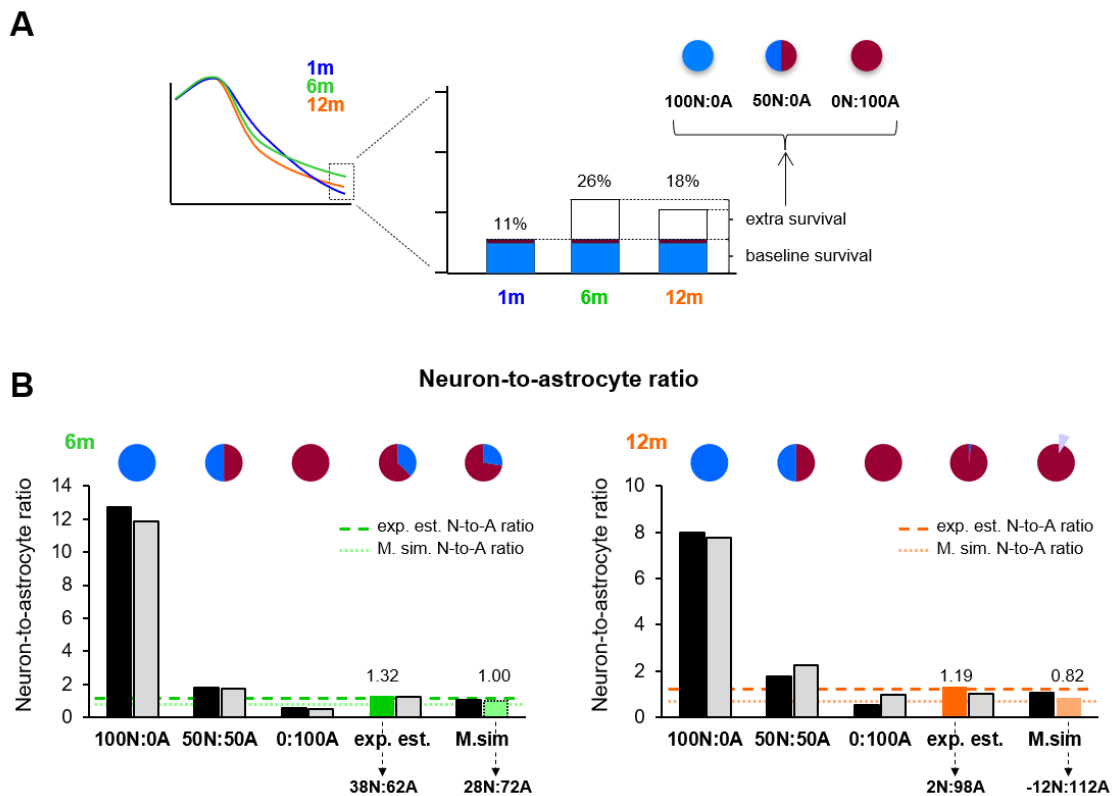 A
1m
6m
12m
100N:0A 50N:0A 0N:100A
26%
18%
11%
extra survival
baseline survival
1m 6m 12m
B
Neuron-to-astrocyte ratio
6m
Neuron-to-astrocyte ratio
14
12
10
8
6
4
2
0
exp. est. N-to-A ratio
M. sim. N-to-A ratio
1.32
1.00
100N:0A 50N:50A 0:100A exp. est. M.sim
38N:62A 28N:72A
12m
Neuron-to-astrocyte ratio
10
8
6
4
2
0
exp. est. N-to-A ratio
M. sim. N-to-A ratio
1.19
0.82
100N:0A 50N:50A 0:100A exp. est. M.sim
2N:98A -12N:112A